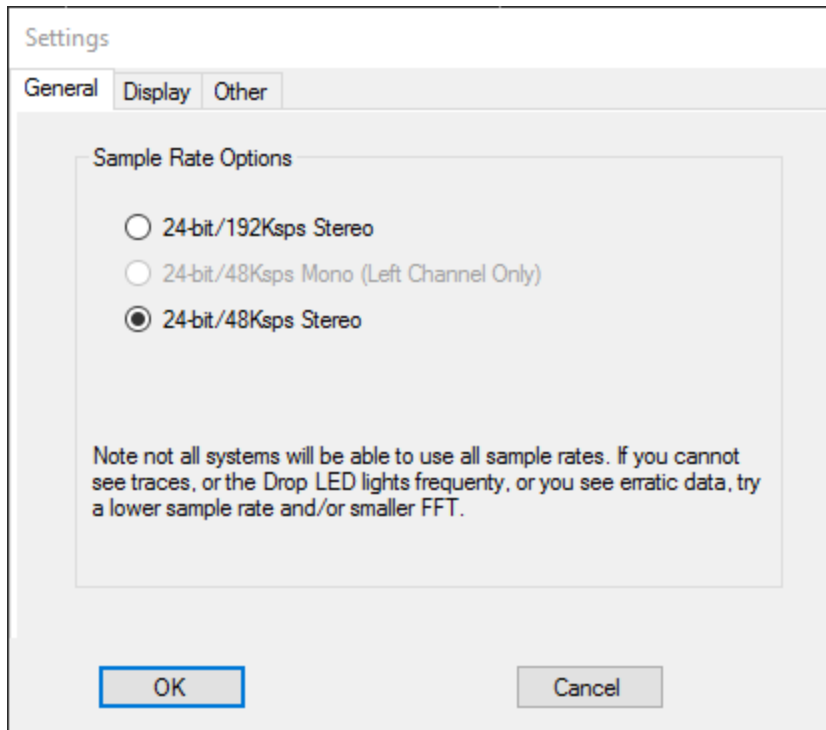 Settings
General Display Other
Sample Rate Options
24-bit/192Ksps Stereo
24-bit/48Ksps Mono (Left Channel Only)
24-bit/48Ksps Stereo
Note not all systems will be able to use all sample rates. If you cannot
see traces, or the Drop LED lights frequenty, or you see erratic data, try
a lower sample rate and/or smaller FFT.
OK Cancel